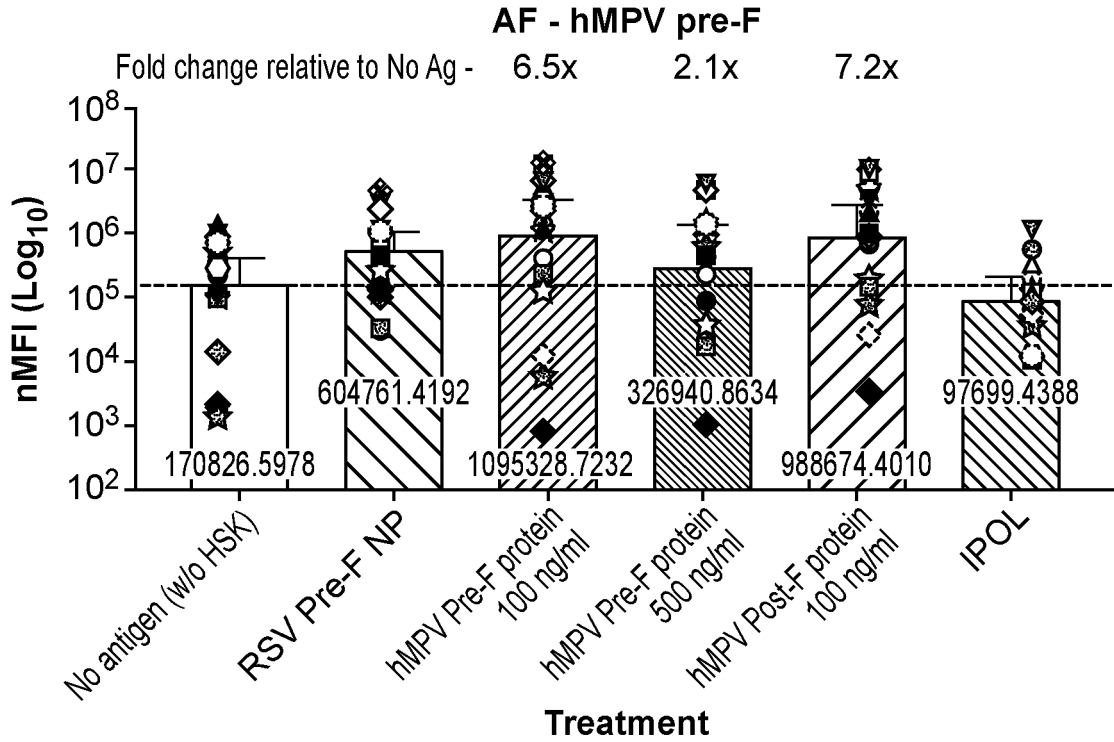 AF - hMPV pre-F
Fold change relative to No Ag - 6.5x 2.1x 7.2x
nMFI (Log10)
10^8
10^7
10^6
10^5
10^4
10^3
10^2
604761.4192 326940.8634 97699.4388
170826.5978 1095328.7232 988674.4010
No antigen (w/o HSK)
RSV Pre-F NP
hMPV Pre-F protein
100 ng/ml
hMPV Pre-F protein
500 ng/ml
hMPV Post-F protein
100 ng/ml
IPOL
Treatment